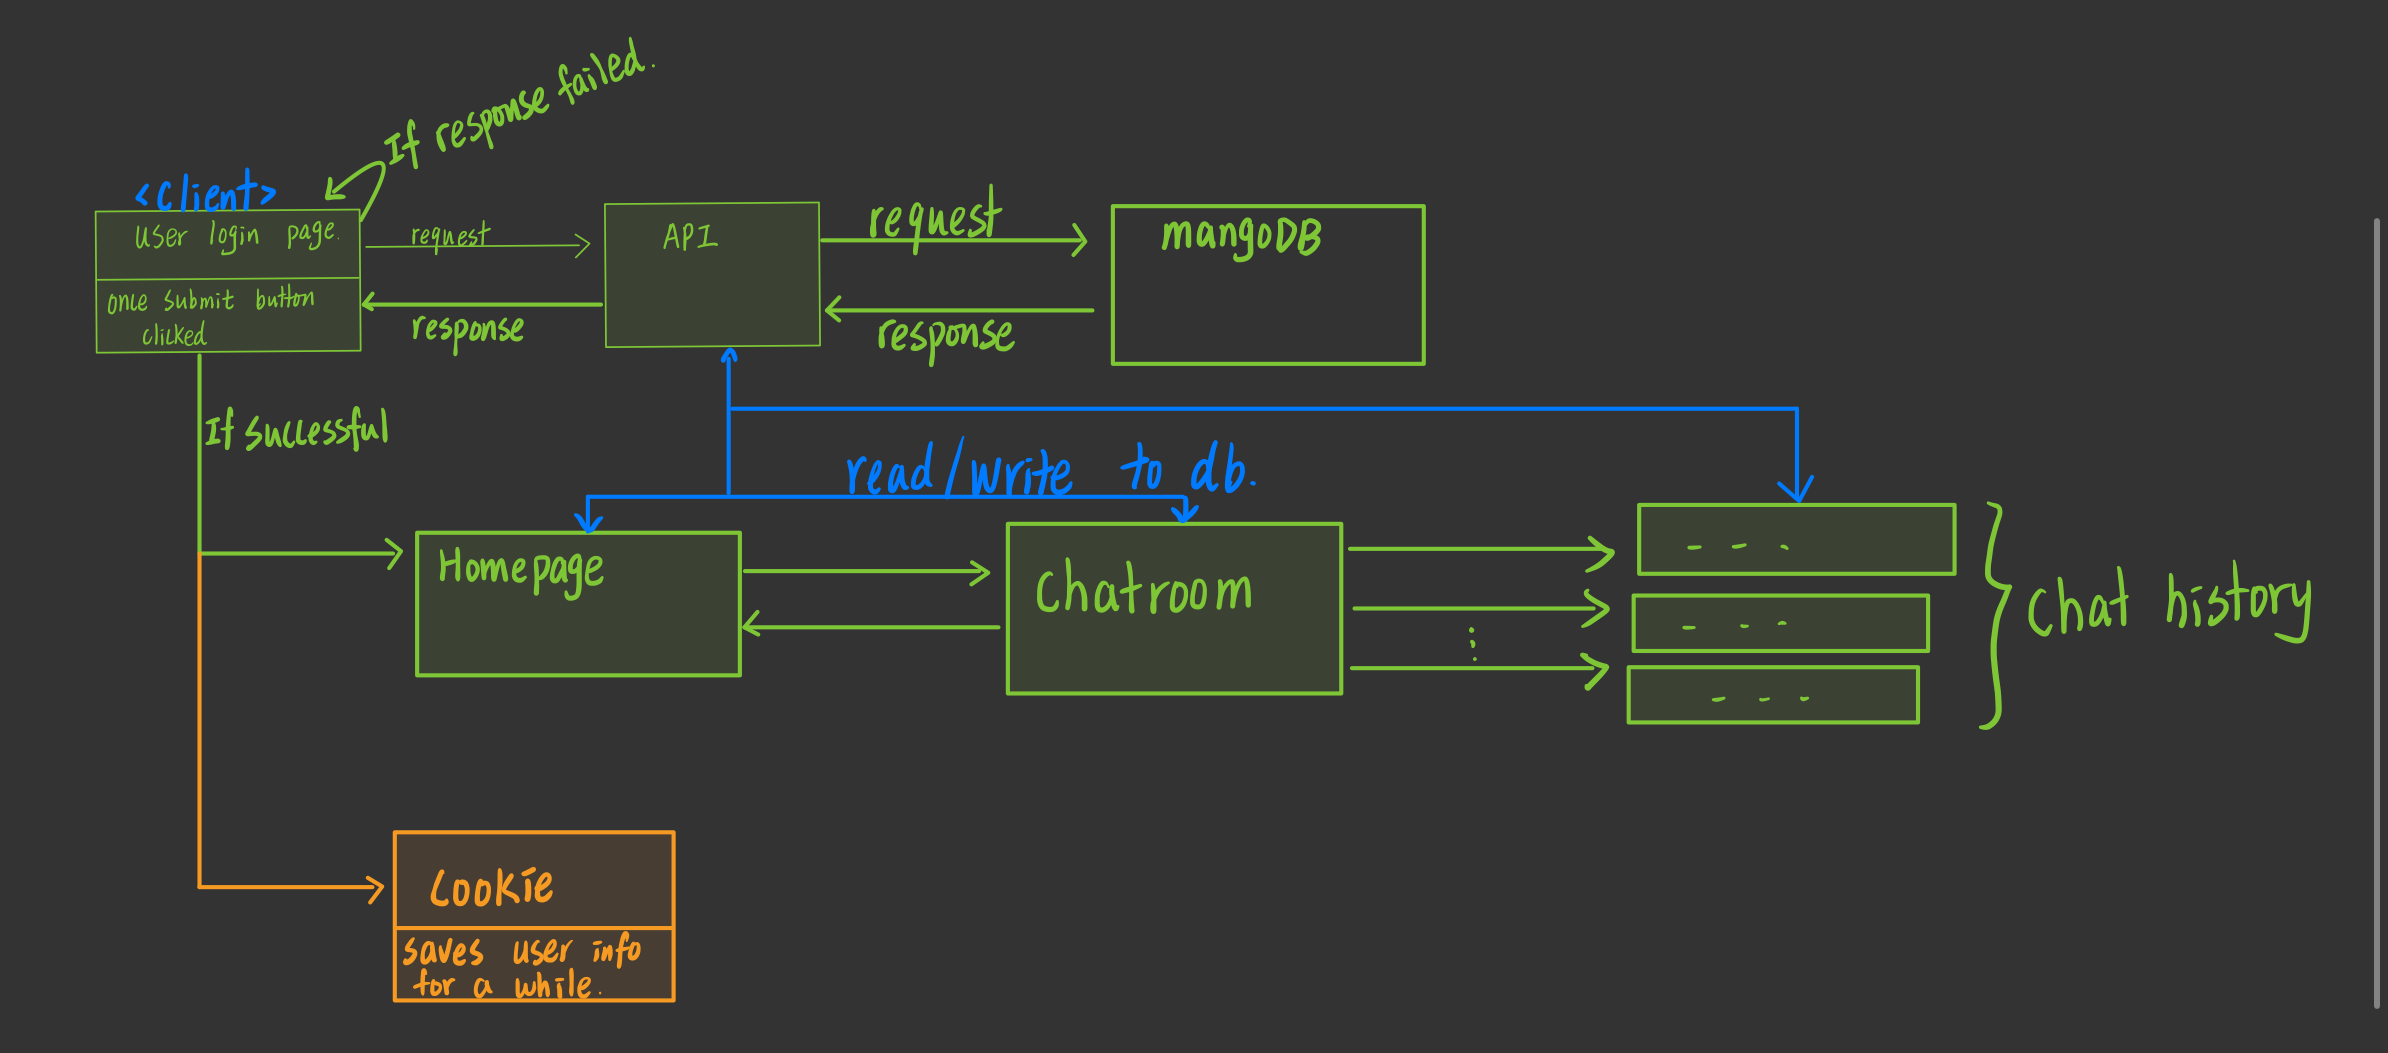 If response failed.
<client>
user login page.
once submit button
clicked
request
response
API
request
response
mangoDB
If successful
read/write to db.
Homepage
Chatroom
- - .
- - -
- - -
Chat history
Cookie
saves user info
for a while.